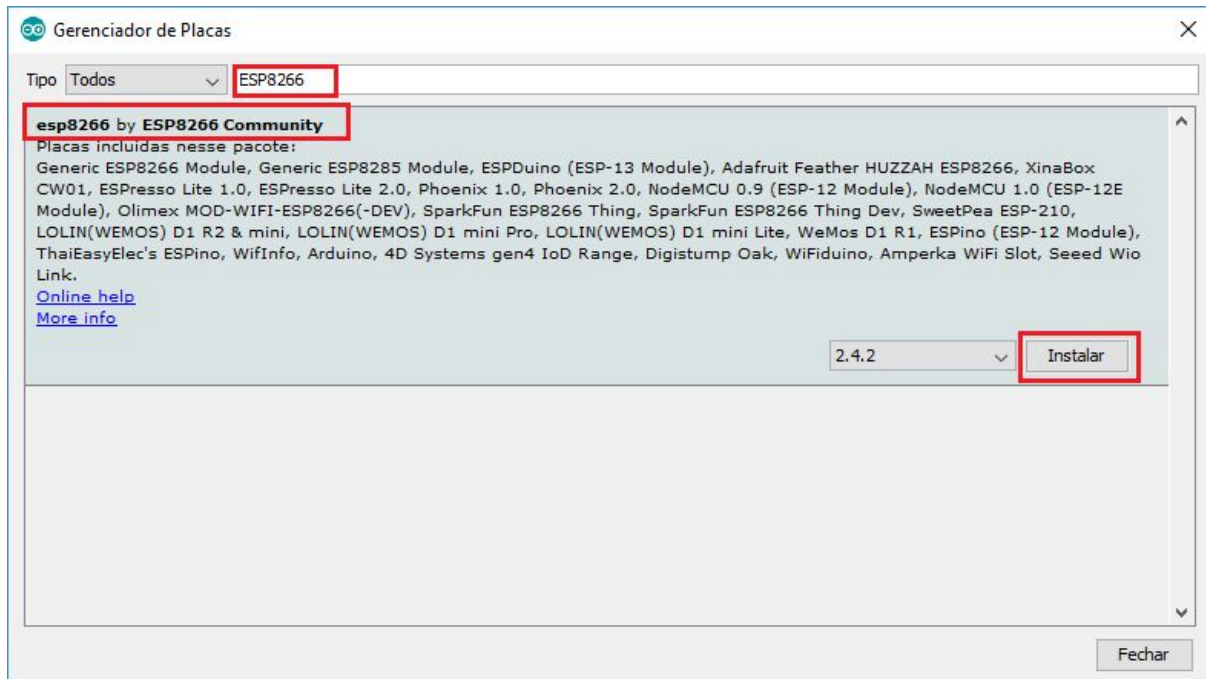 Gerenciador de Placas
Tipo Todos ESP8266
esp8266 by ESP8266 Community
Placas incluidas nesse pacote:
Generic ESP8266 Module, Generic ESP8285 Module, ESPDuino (ESP-13 Module), Adafruit Feather HUZZAH ESP8266, XinaBox
CW01, ESPresso Lite 1.0, ESPresso Lite 2.0, Phoenix 1.0, Phoenix 2.0, NodeMCU 0.9 (ESP-12 Module), NodeMCU 1.0 (ESP-12E
Module), Olimex MOD-WIFI-ESP8266(-DEV), SparkFun ESP8266 Thing, SparkFun ESP8266 Thing Dev, SweetPea ESP-210,
LOLIN(WEMOS) D1 R2 & mini, LOLIN(WEMOS) D1 mini Pro, LOLIN(WEMOS) D1 mini Lite, WeMos D1 R1, ESPino (ESP-12 Module),
ThaiEasyElec's ESPino, WifInfo, Arduino, 4D Systems gen4 IoD Range, Digistump Oak, WiFiduino, Amperka WiFi Slot, Seeed Wio
Link.
Online help
More info
2.4.2 Instalar
Fechar